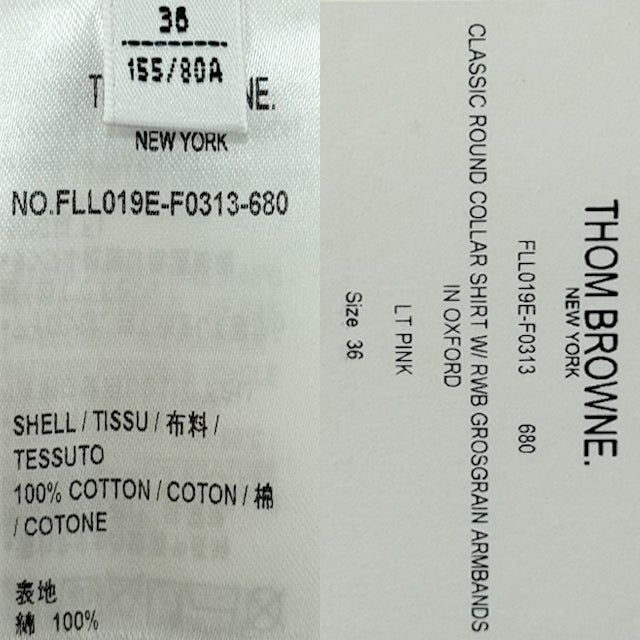 36
155/80A
T
NE.
NEW YORK
NO.FLL019E-F0313-680
SHELL / TISSU / 布料 /
TESSUTO
100% COTTON / COTON / 棉
/ COTONE
表地
綿 100%
THOM BROWNE.
NEW YORK
FLL019E-F0313 680
CLASSIC ROUND COLLAR SHIRT W/ RWB GROSGRAIN ARMBANDS
IN OXFORD
LT PINK
Size 36